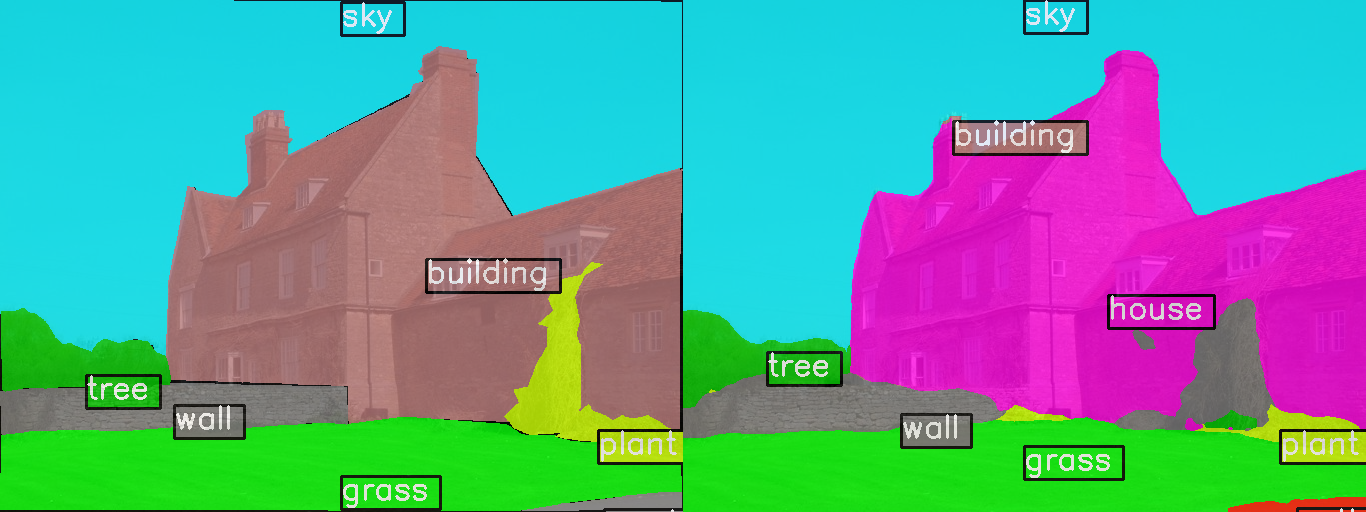 sky
building
tree
wall
plant
grass
sky
building
house
tree
wall
plant
grass